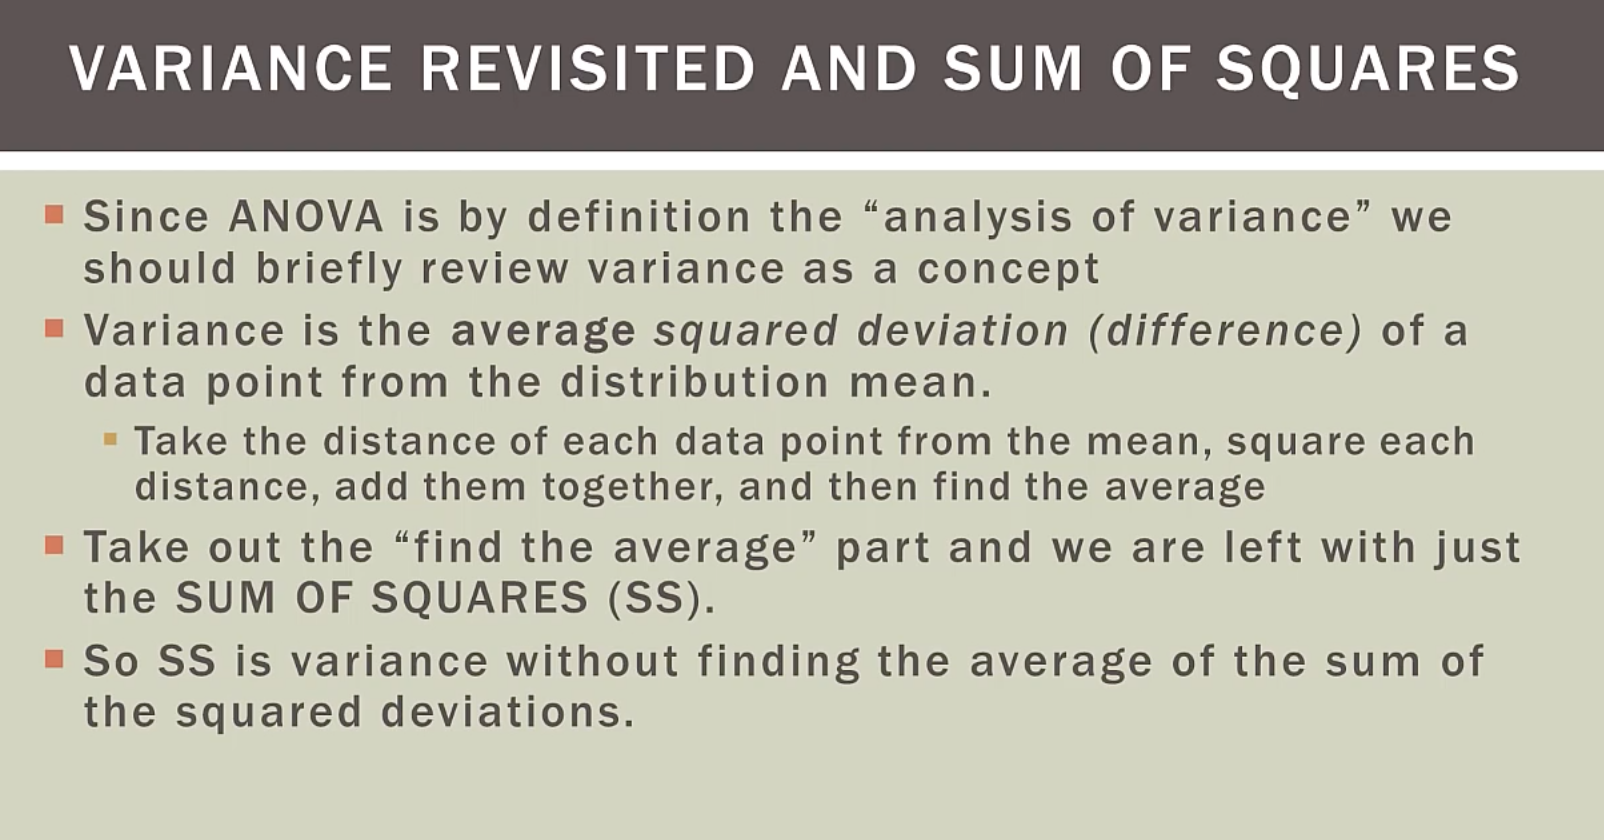 VARIANCE REVISITED AND SUM OF SQUARES
Since ANOVA is by definition the “analysis of variance” we
should briefly review variance as a concept
Variance is the average squared deviation (difference) of a
data point from the distribution mean.
Take the distance of each data point from the mean, square each
distance, add them together, and then find the average
Take out the “find the average” part and we are left with just
the SUM OF SQUARES (SS).
So SS is variance without finding the average of the sum of
the squared deviations.